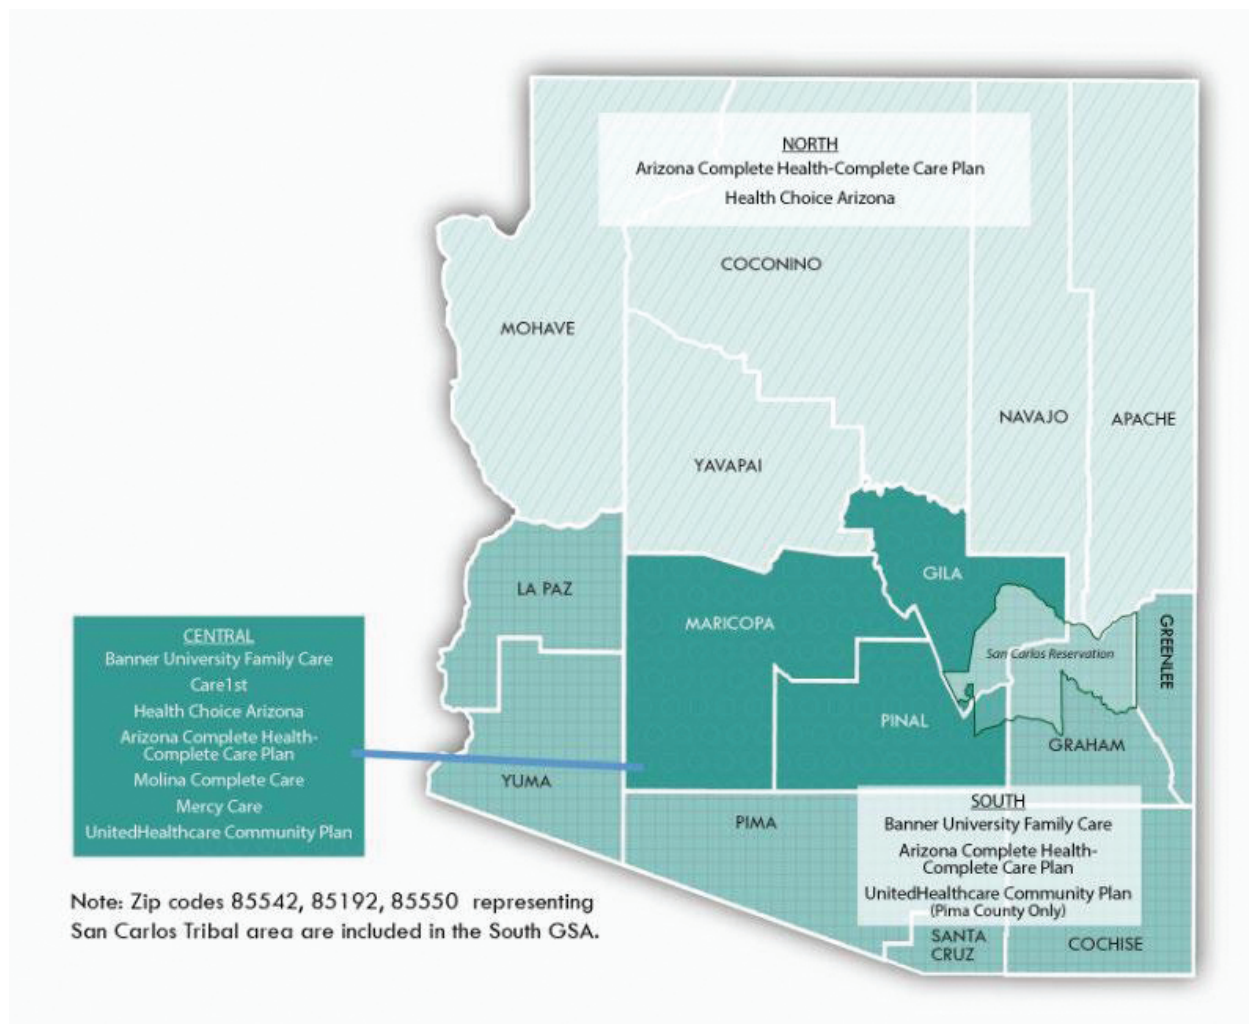 NORTH
Arizona Complete Health-Complete Care Plan
Health Choice Arizona
COCONINO
MOHAVE
NAVAJO
APACHE
YAVAPAI
GILA
LA PAZ
MARICOPA
GREENLEE
San Carlos Reservation
CENTRAL
Banner University Family Care
Care1st
Health Choice Arizona
Arizona Complete Health-
Complete Care Plan
Molina Complete Care
Mercy Care
UnitedHealthcare Community Plan
PINAL
GRAHAM
YUMA
PIMA
SOUTH
Banner University Family Care
Arizona Complete Health-
Complete Care Plan
UnitedHealthcare Community Plan
(Pima County Only)
SANTA
CRUZ
COCHISE
Note: Zip codes 85542, 85192, 85550 representing
San Carlos Tribal area are included in the South GSA.